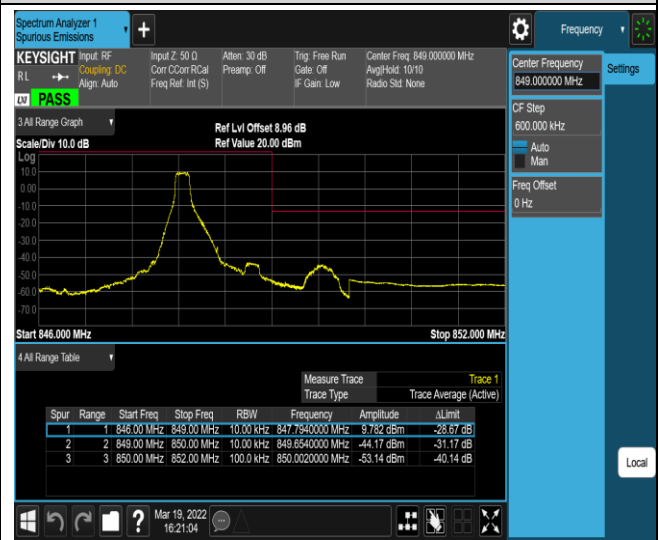 Spectrum Analyzer 1
Spurious Emissions
Frequency
KEYSIGHT
RL
LXI PASS
Input: RF
Coupling: DC
Align: Auto
Input Z: 50 Ω
Corr CCorr RCal
Freq Ref: Int (S)
Atten: 30 dB
Preamp: Off
Trig: Free Run
Gate: Off
IF Gain: Low
Center Freq: 849.000000 MHz
Avg|Hold: 10/10
Radio Std: None
Center Frequency
849.000000 MHz
Settings
CF Step
600.000 kHz
Auto
Man
Freq Offset
0 Hz
3 All Range Graph
Scale/Div 10.0 dB
Ref Lvl Offset 8.96 dB
Ref Value 20.00 dBm
Log
10.0
0.00
-10.0
-20.0
-30.0
-40.0
-50.0
-60.0
-70.0
Start 846.000 MHz
Stop 852.000 MHz
4 All Range Table
Measure Trace Trace 1
Trace Type Trace Average (Active)
Spur Range Start Freq Stop Freq RBW Frequency Amplitude ΔLimit
1 1 846.00 MHz 849.00 MHz 10.00 kHz 847.7940000 MHz 9.782 dBm -28.67 dB
2 2 849.00 MHz 850.00 MHz 10.00 kHz 849.6540000 MHz -44.17 dBm -31.17 dB
3 3 850.00 MHz 852.00 MHz 100.0 kHz 850.0020000 MHz -53.14 dBm -40.14 dB
Local
Mar 19, 2022
16:21:04